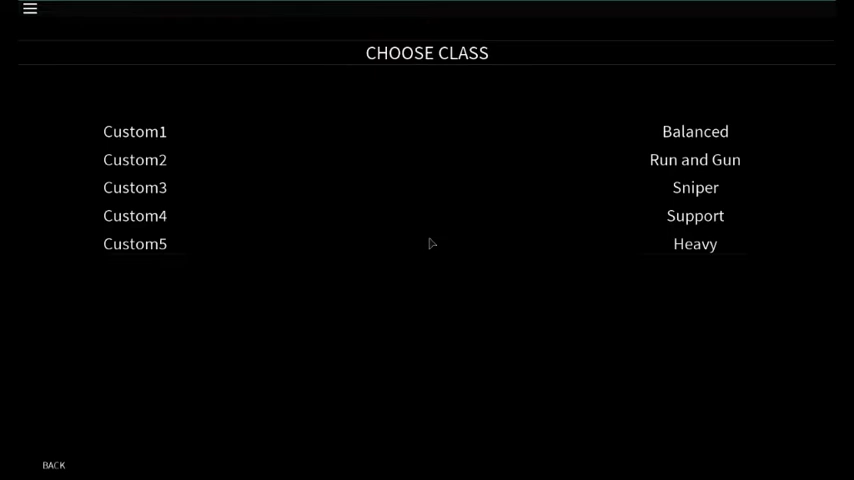 CHOOSE CLASS
Custom1
Balanced
Custom2
Run and Gun
Custom3
Sniper
Custom4
Support
Custom5
Heavy
BACK